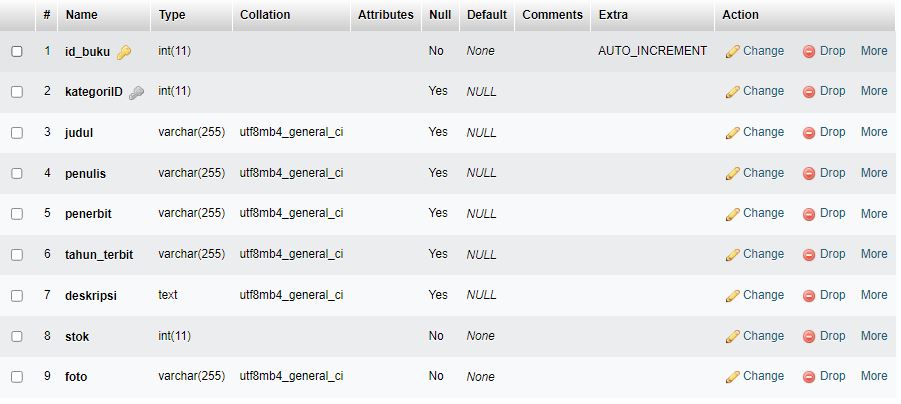 # Name Type Collation Attributes Null Default Comments Extra Action
1 id_buku int(11) No None AUTO_INCREMENT Change Drop More
2 kategoriID int(11) Yes NULL Change Drop More
3 judul varchar(255) utf8mb4_general_ci Yes NULL Change Drop More
4 penulis varchar(255) utf8mb4_general_ci Yes NULL Change Drop More
5 penerbit varchar(255) utf8mb4_general_ci Yes NULL Change Drop More
6 tahun_terbit varchar(255) utf8mb4_general_ci Yes NULL Change Drop More
7 deskripsi text utf8mb4_general_ci Yes NULL Change Drop More
8 stok int(11) No None Change Drop More
9 foto varchar(255) utf8mb4_general_ci No None Change Drop More